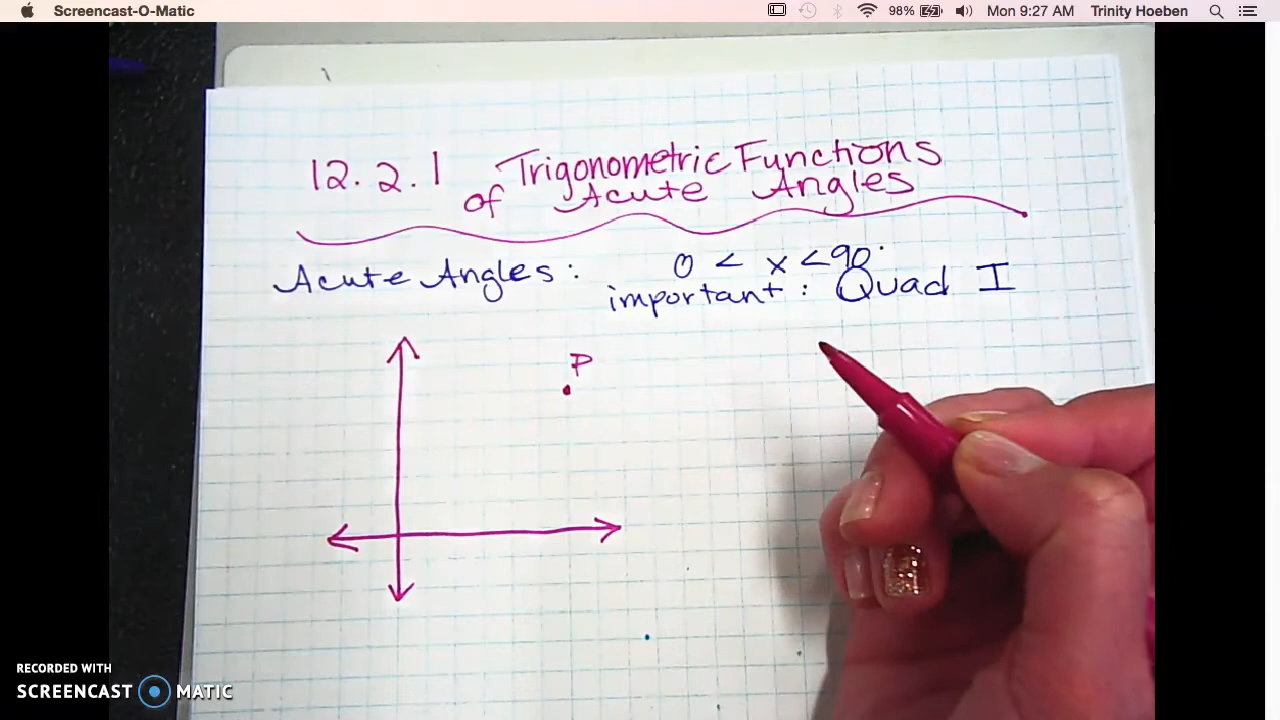 Screencast-O-Matic 98% Mon 9:27 AM Trinity Hoeben
12.2.1 Trigonometric Functions
of Acute Angles
Acute Angles: 0 < x < 90°
important: Quad I
P
RECORDED WITH
SCREENCAST MATIC